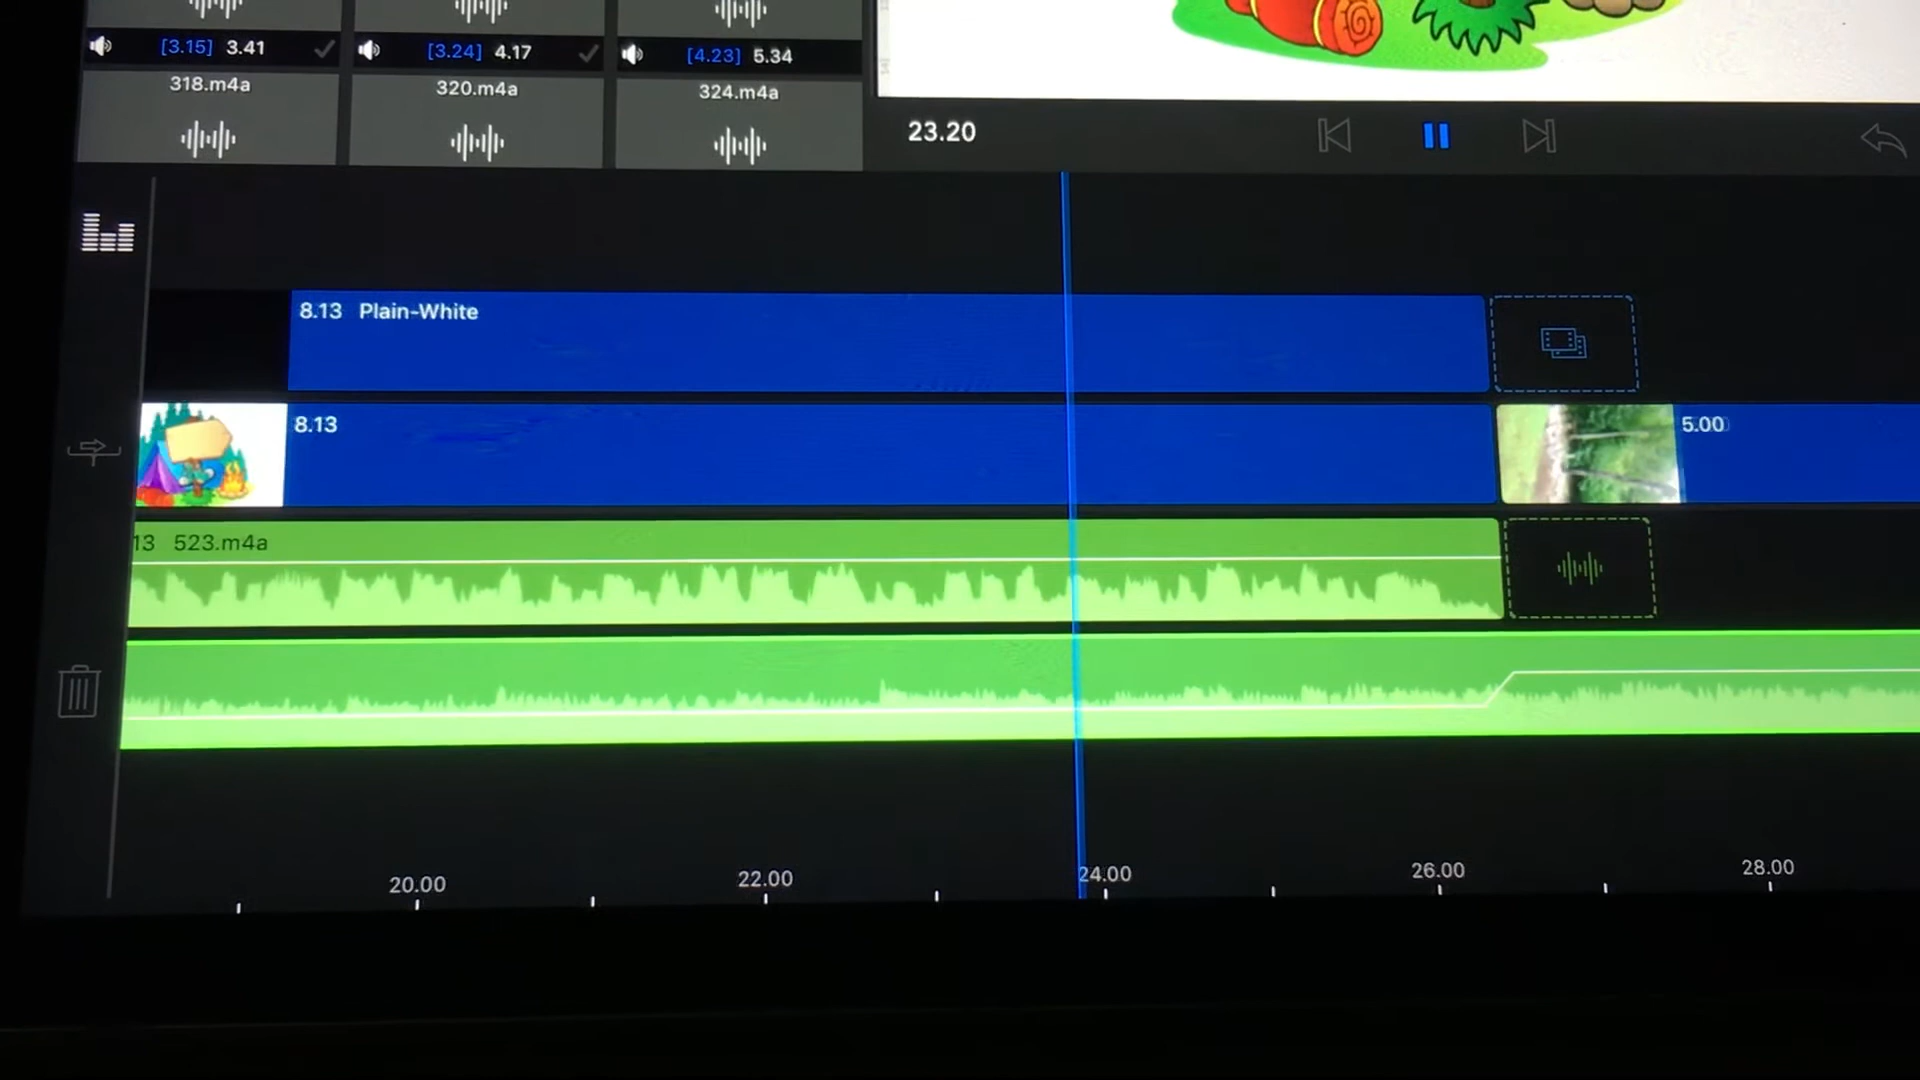 [3.15] 3.41
[3.24] 4.17
[4.23] 5.34
318.m4a
320.m4a
324.m4a
23.20
8.13 Plain-White
8.13
5.00
13 523.m4a
20.00
22.00
24.00
26.00
28.00